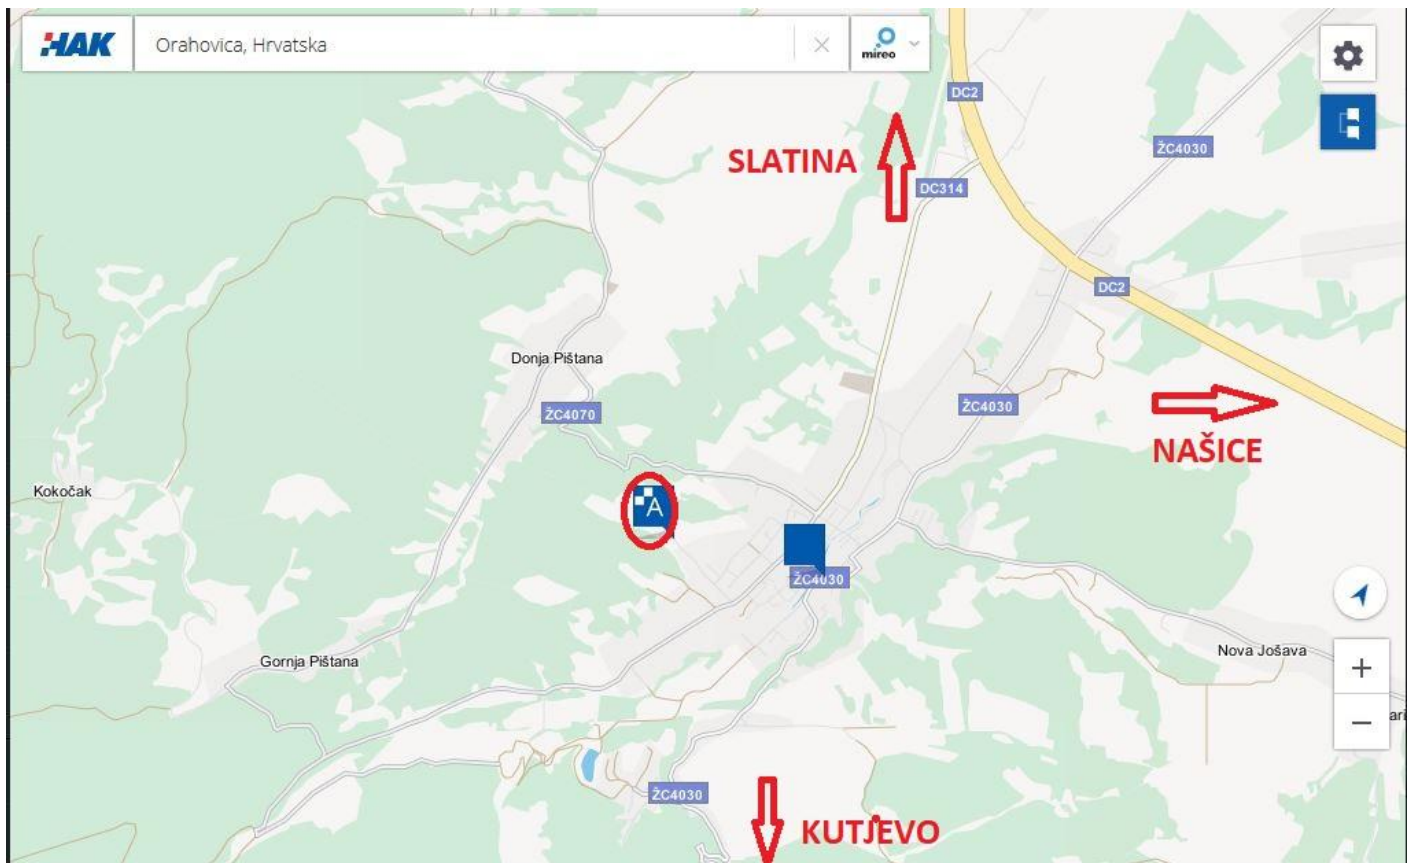 HAK
Orahovica, Hrvatska
mireo
DC2
ŽC4030
SLATINA
DC314
DC2
Donja Pištana
ŽC4070
ŽC4030
NAŠICE
Kokočak
A
ŽC4030
Gornja Pištana
Nova Jošava
ari
ŽC4030
KUTJEVO